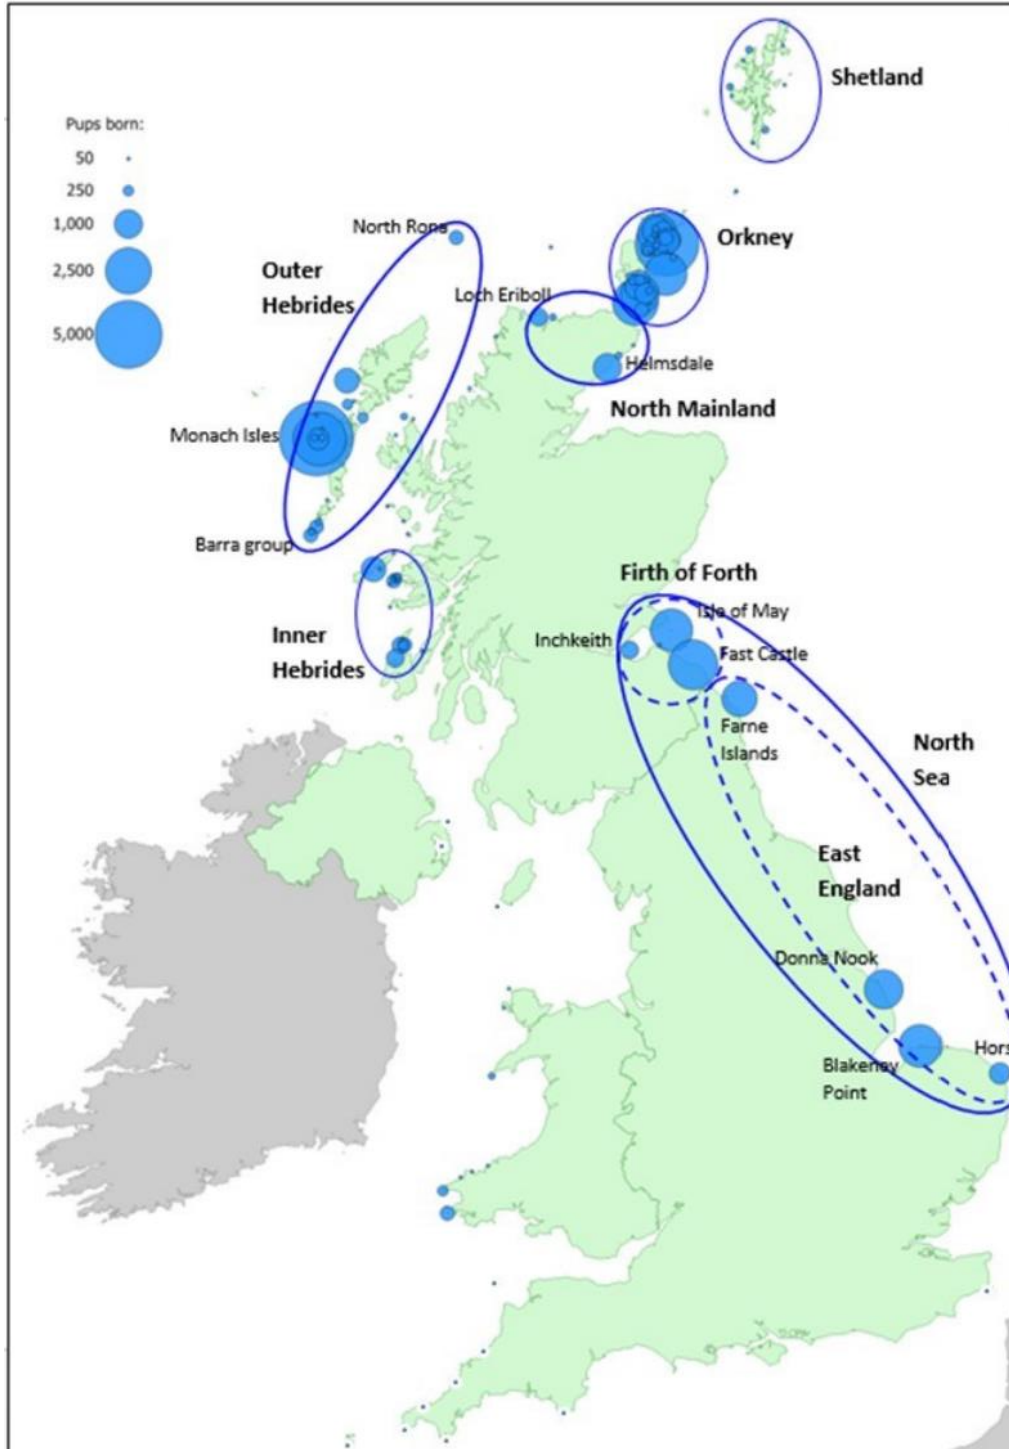 Shetland
Pups born:
50
250
1,000
2,500
5,000
North Rona
Orkney
Outer
Hebrides
Loch Eriboll
Helmsdale
North Mainland
Monach Isles
Barra group
Firth of Forth
Isle of May
Inchkeith
Fast Castle
Inner
Hebrides
Farne
Islands
North
Sea
East
England
Donna Nook
Hors
Blakeney
Point